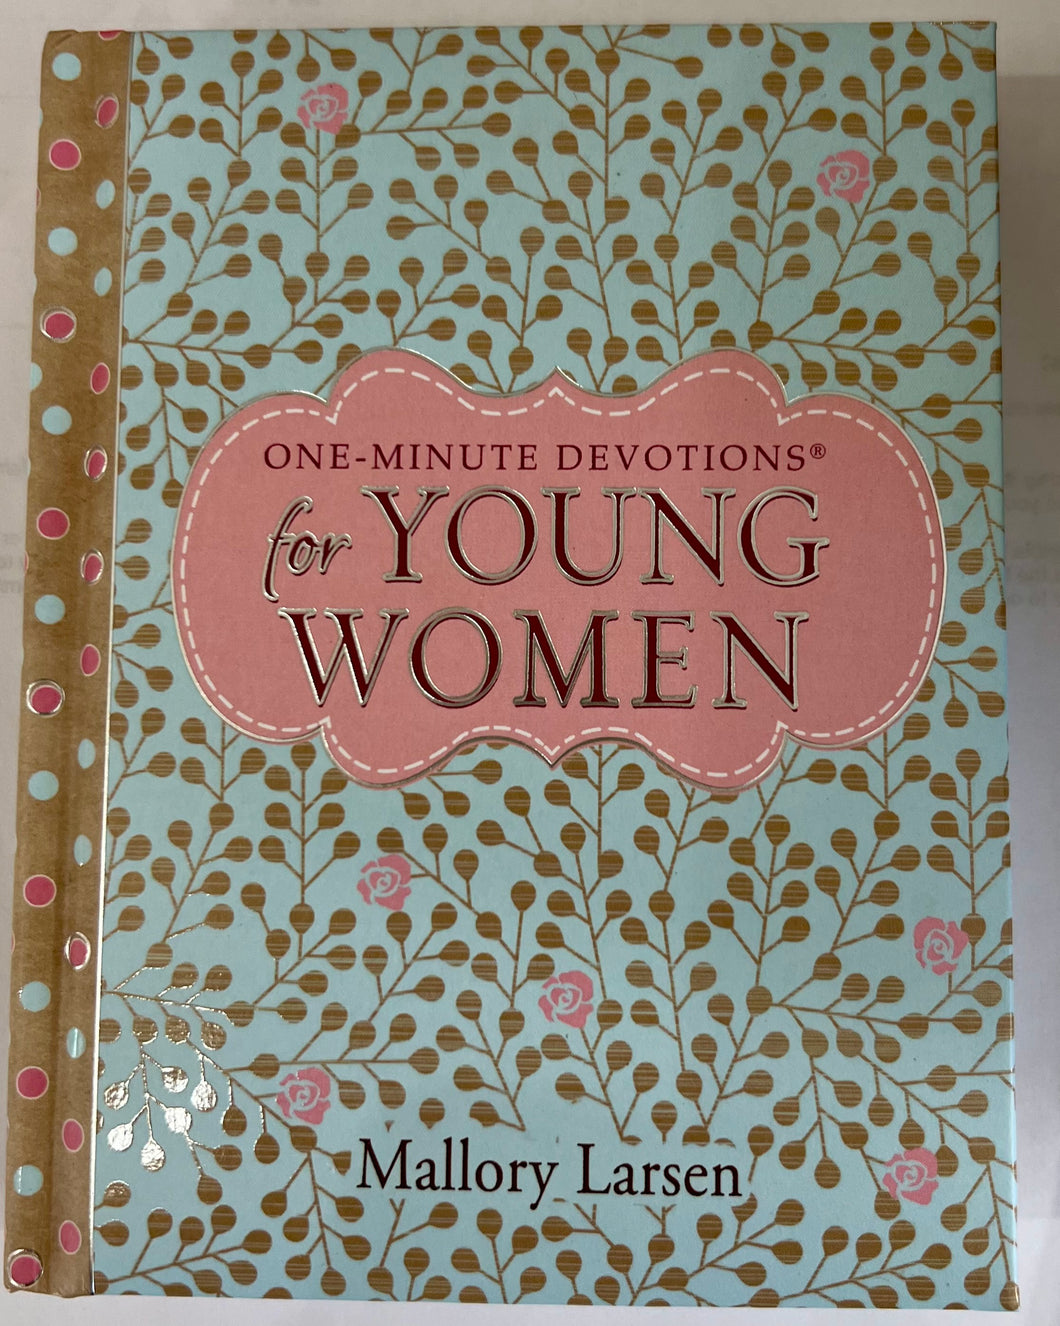 ONE-MINUTE DEVOTIONS®
for YOUNG
WOMEN
Mallory Larsen